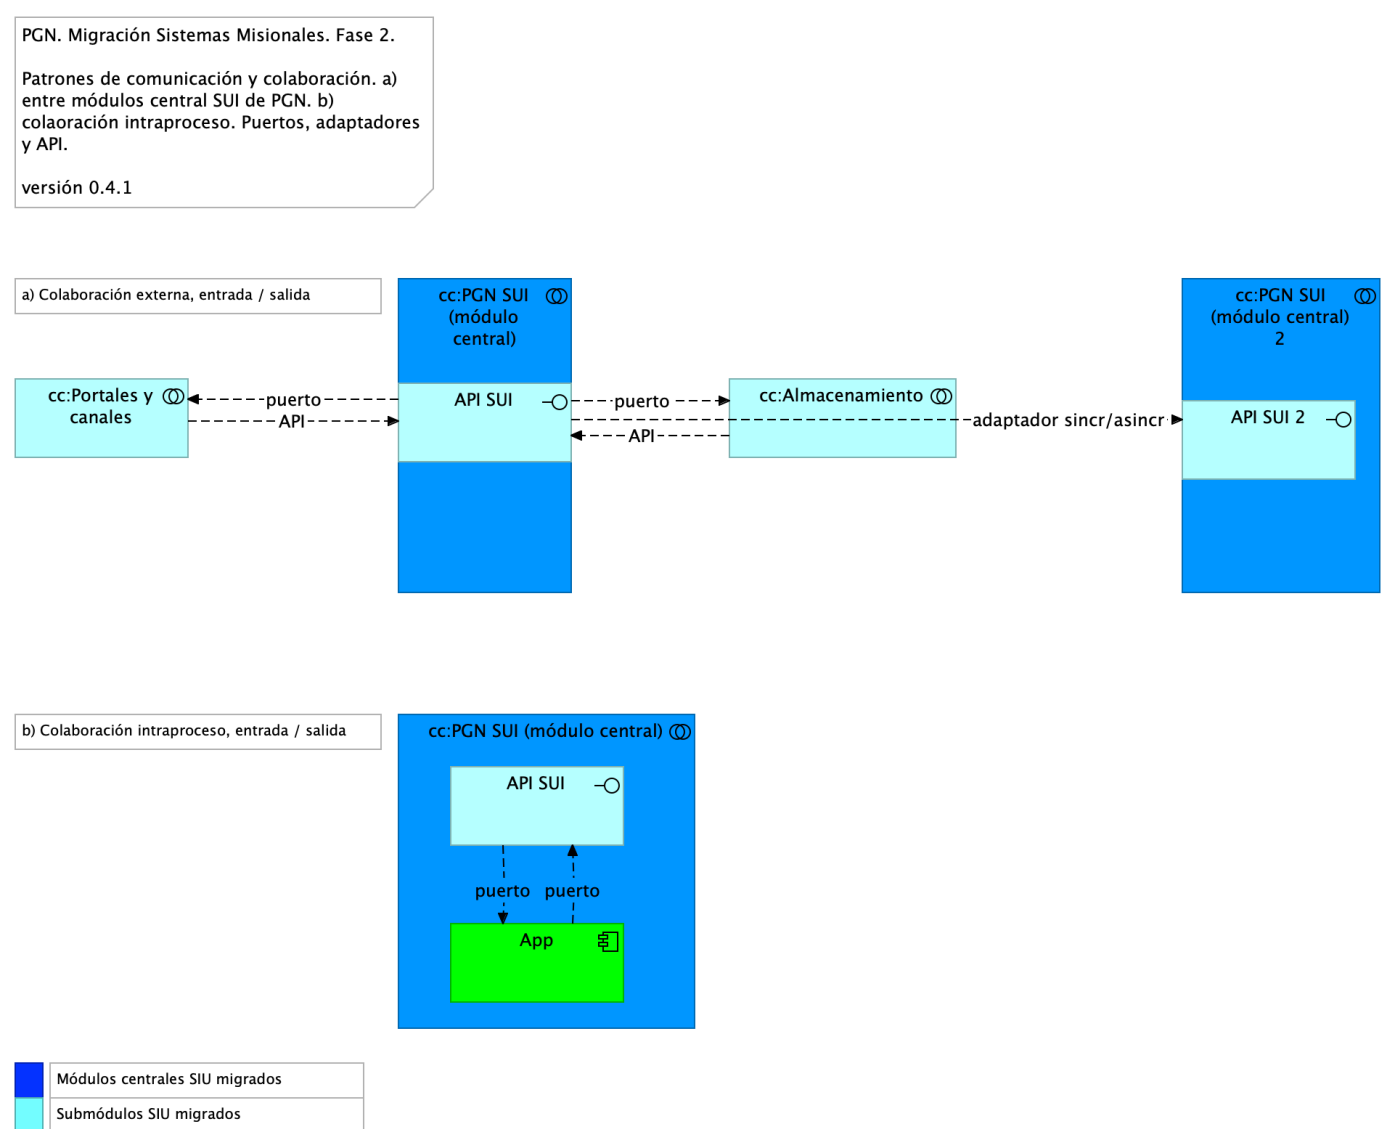 PGN. Migración Sistemas Misionales. Fase 2.
Patrones de comunicación y colaboración. a)
entre módulos central SUI de PGN. b)
colaoración intraproceso. Puertos, adaptadores
y API.
versión 0.4.1
a) Colaboración externa, entrada / salida
cc:PGN SUI
(módulo
central)
cc:PGN SUI
(módulo central)
2
cc:Portales y
canales
puerto
API
API SUI
puerto
API
cc:Almacenamiento
adaptador sincr/asincr
API SUI 2
b) Colaboración intraproceso, entrada / salida
cc:PGN SUI (módulo central)
API SUI
puerto
puerto
App
Módulos centrales SIU migrados
Submódulos SIU migrados